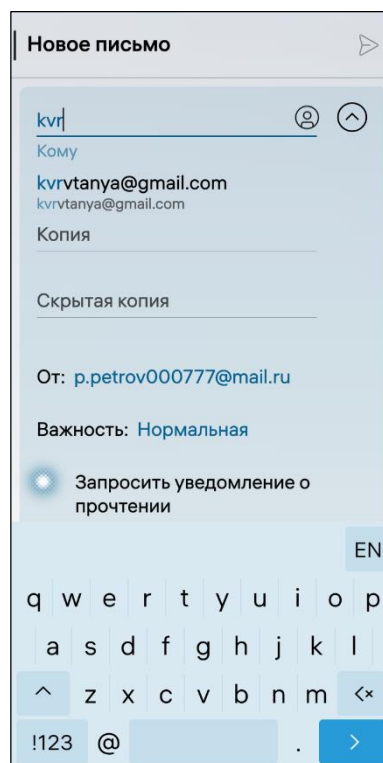 Новое письмо
kvr
Кому
kvrvtanya@gmail.com
kvrvtanya@gmail.com
Копия
Скрытая копия
От: p.petrov000777@mail.ru
Важность: Нормальная
Запросить уведомление о
прочтении
EN
q w e r t y u i o p
a s d f g h j k l
z x c v b n m
!123 @ .